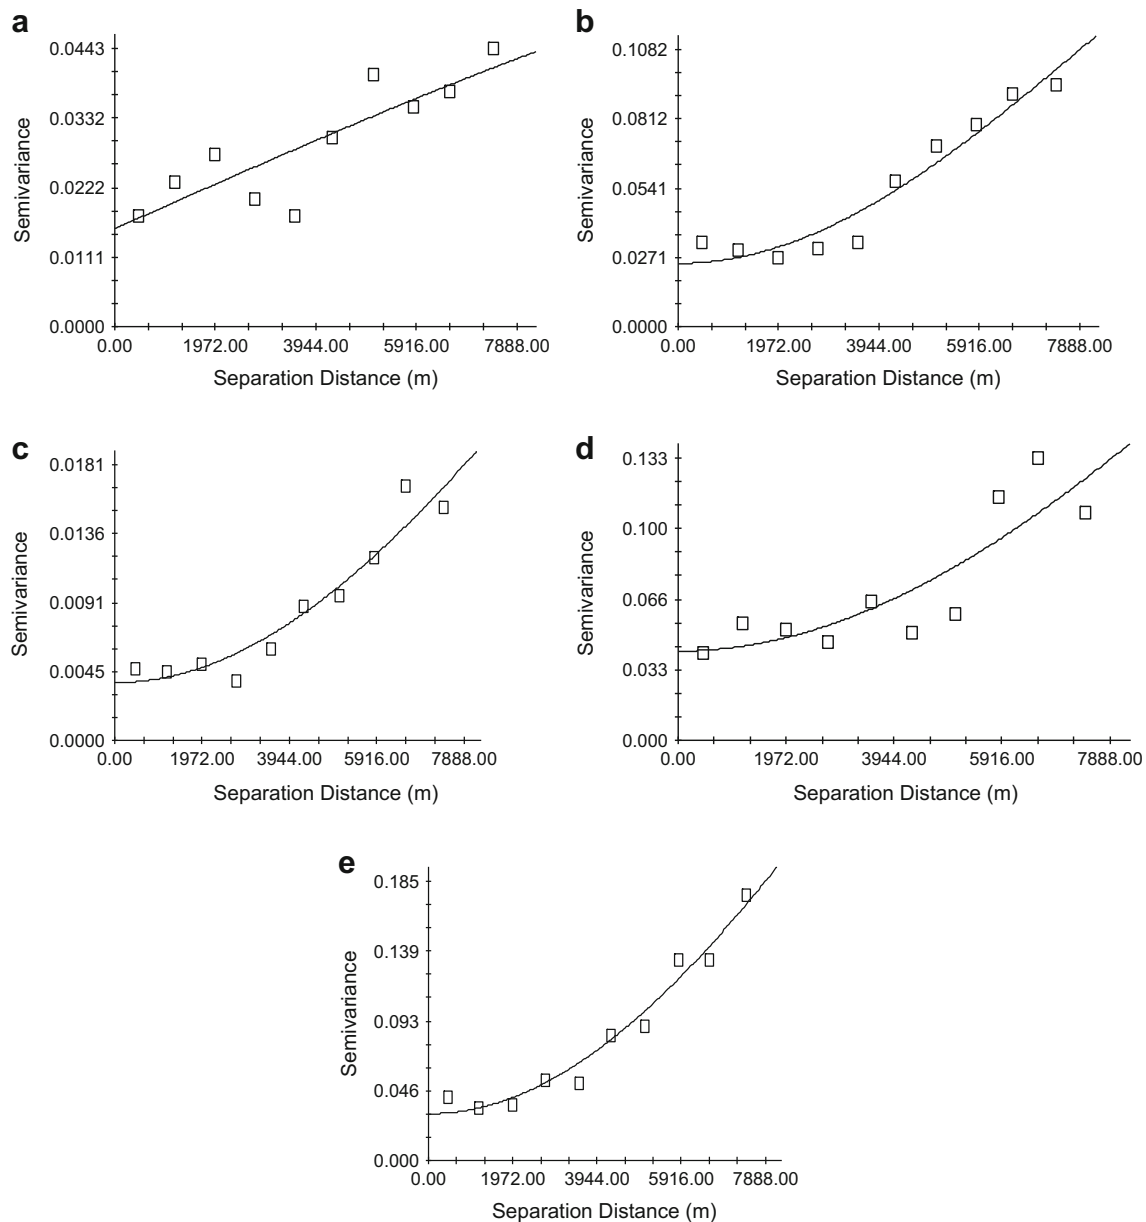 a
0.0443
0.0332
0.0222
0.0111
0.0000
Semivariance
0.00 1972.00 3944.00 5916.00 7888.00
Separation Distance (m)
b
0.1082
0.0812
0.0541
0.0271
0.0000
Semivariance
0.00 1972.00 3944.00 5916.00 7888.00
Separation Distance (m)
c
0.0181
0.0136
0.0091
0.0045
0.0000
Semivariance
0.00 1972.00 3944.00 5916.00 7888.00
Separation Distance (m)
d
0.133
0.100
0.066
0.033
0.000
Semivariance
0.00 1972.00 3944.00 5916.00 7888.00
Separation Distance (m)
e
0.185
0.139
0.093
0.046
0.000
Semivariance
0.00 1972.00 3944.00 5916.00 7888.00
Separation Distance (m)